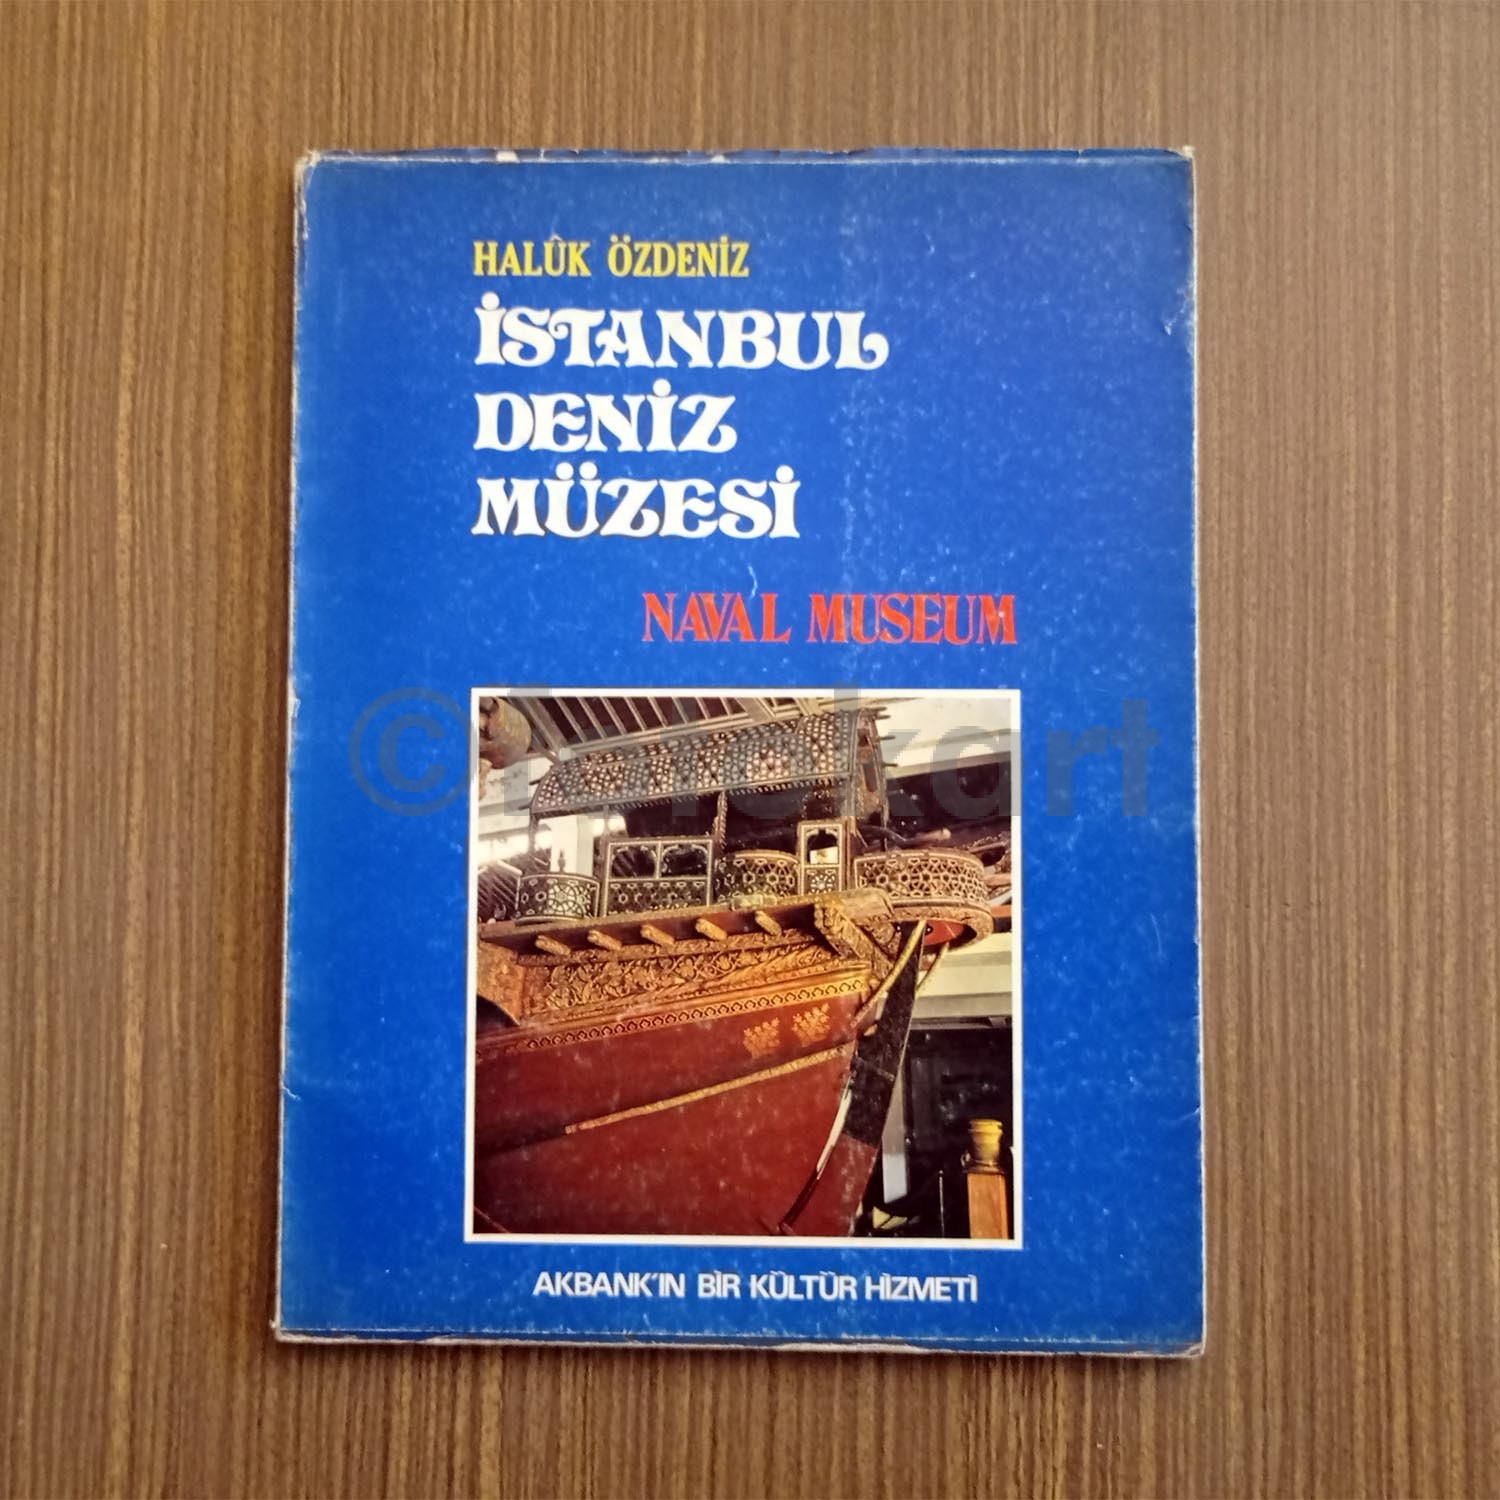 HALÛK ÖZDENİZ
İSTANBUL
DENİZ
MÜZESİ
NAVAL MUSEUM
AKBANK'IN BİR KÜLTÜR HİZMETİ